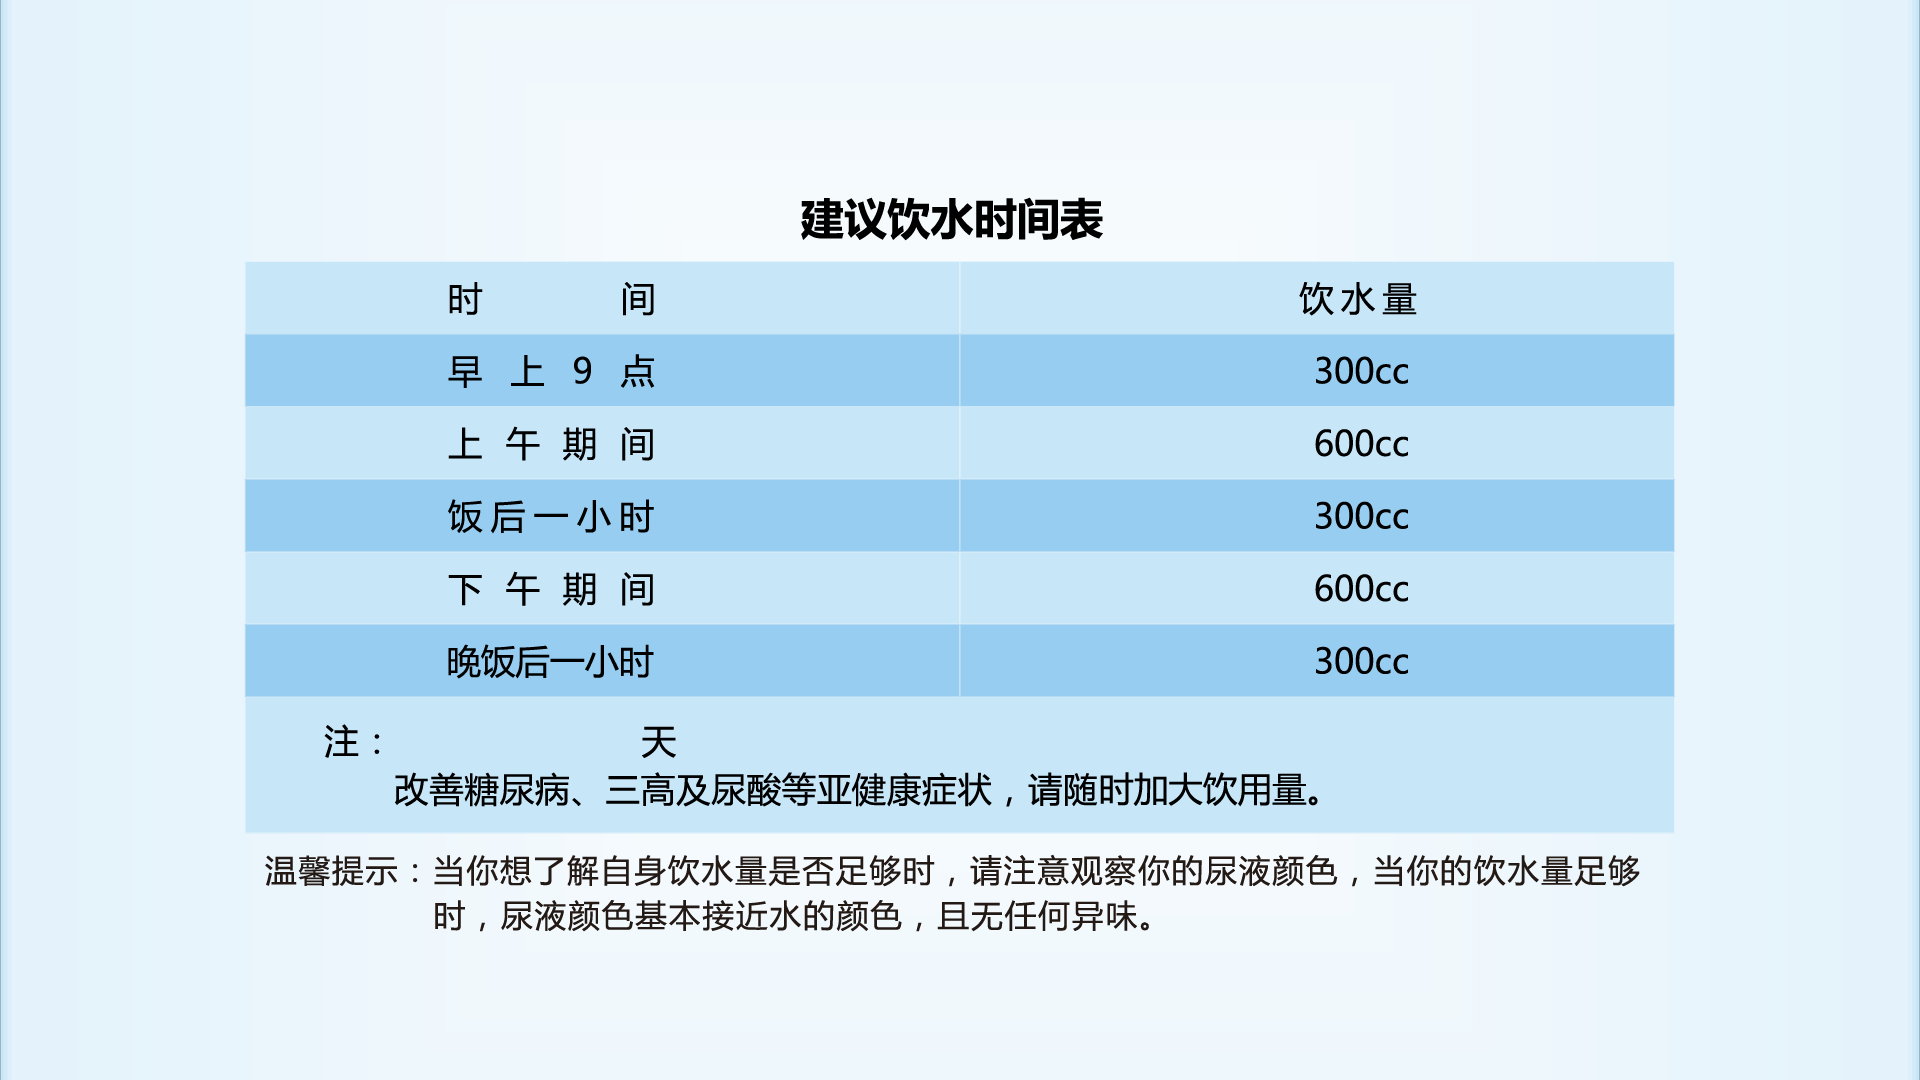 建议饮水时间表
时间 饮水量
早上9点 300cc
上午期间 600cc
饭后一小时 300cc
下午期间 600cc
晚饭后一小时 300cc
注： 天
改善糖尿病、三高及尿酸等亚健康症状，请随时加大饮用量。
温馨提示：当你想了解自身饮水量是否足够时，请注意观察你的尿液颜色，当你的饮水量足够
时，尿液颜色基本接近水的颜色，且无任何异味。